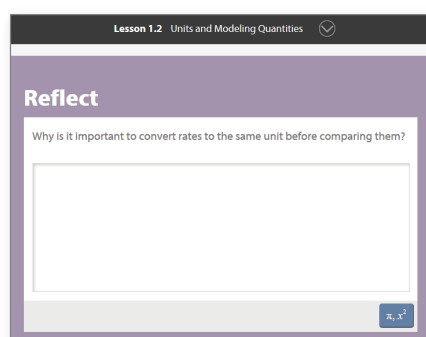 Lesson 1.2 Units and Modeling Quantities
Reflect
Why is it important to convert rates to the same unit before comparing them?
π, x²